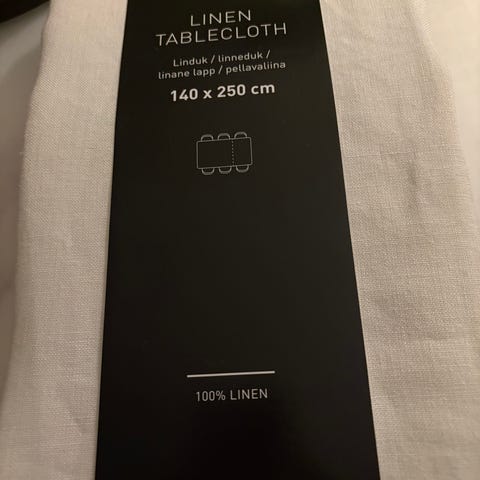 LINEN
TABLECLOTH
Linduk / linneduk /
linane lapp / pellavaliina
140 x 250 cm
100% LINEN